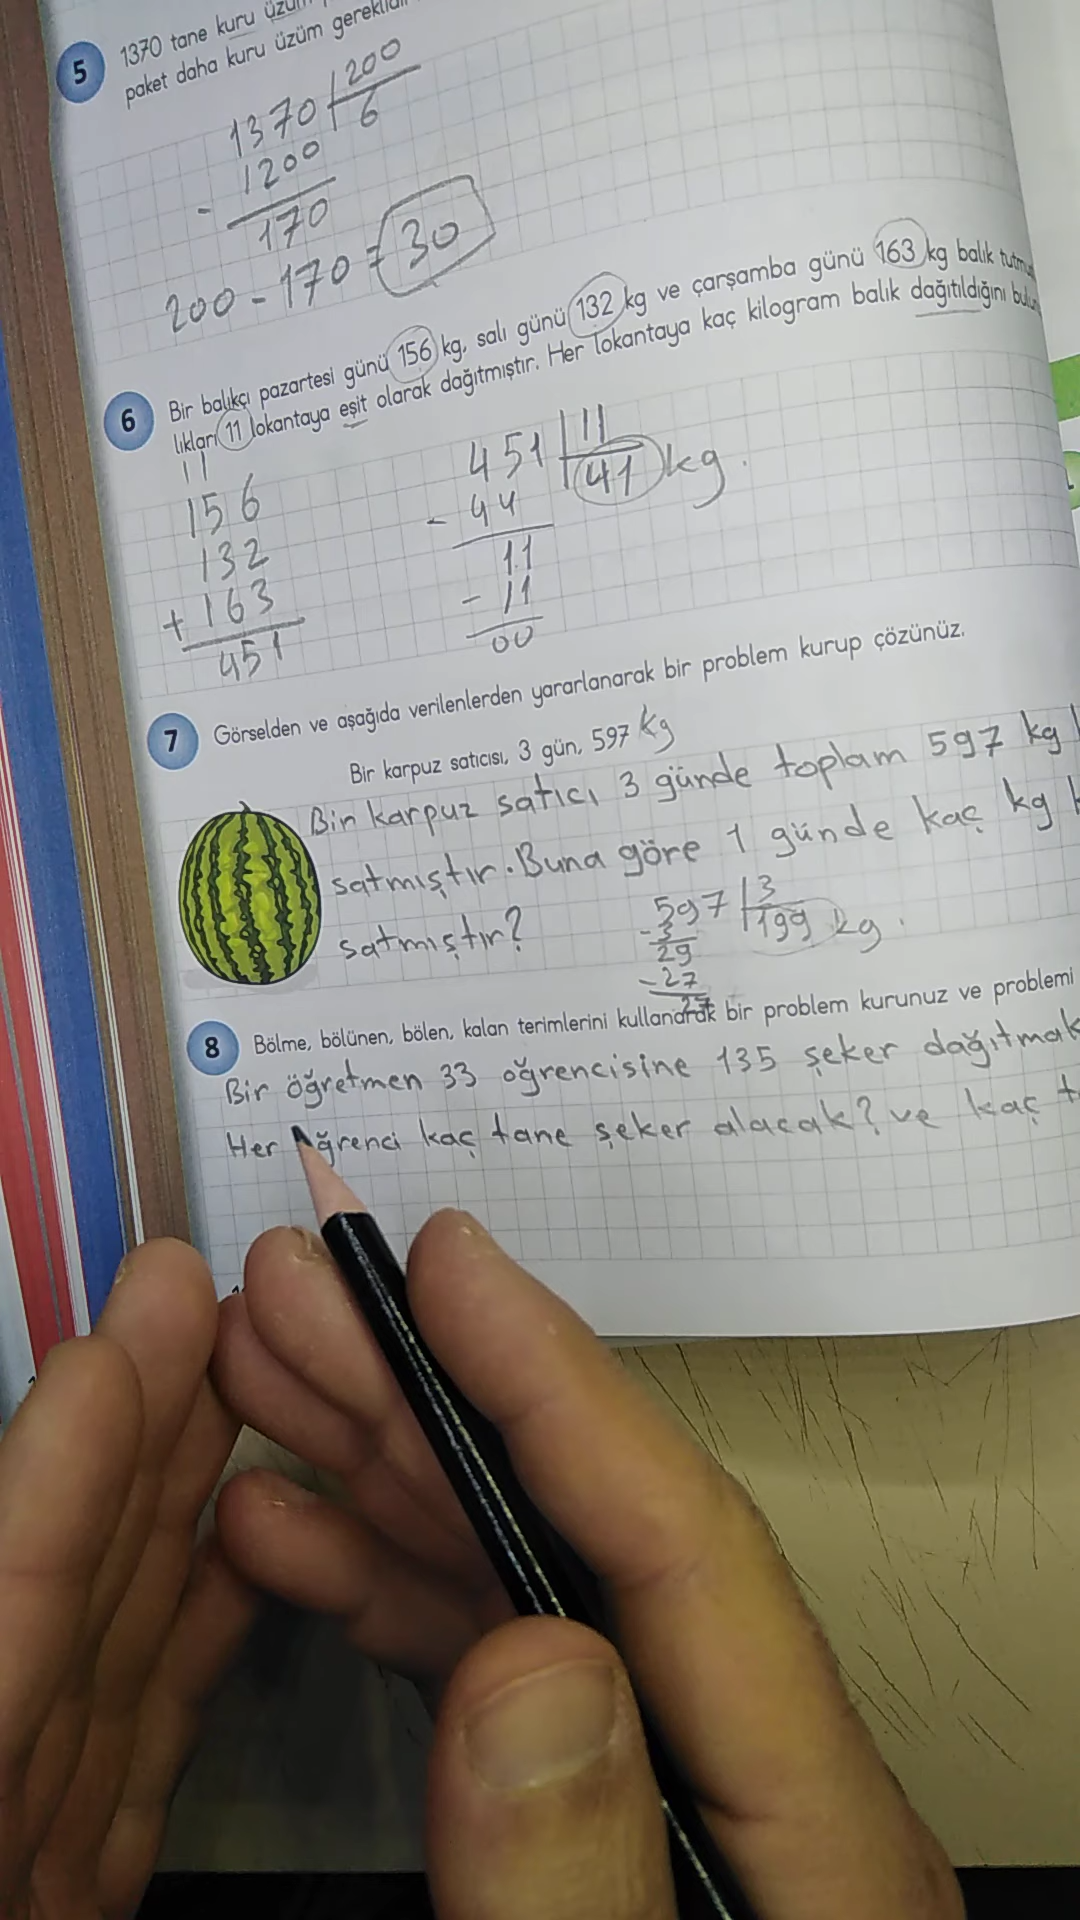 5
1370 tane kuru üzüm
paket daha kuru üzüm gereklidir
1370 200
6
- 1200
170
200 - 170 = 30
6
Bir balıkçı pazartesi günü 156 kg, salı günü 132 kg ve çarşamba günü 163 kg balık
lıkları 11 lokantaya eşit olarak dağıtmıştır. Her lokantaya kaç kilogram balık dağıtıldığını
11
156
132
+ 163
451
451 11
41 kg.
- 44
11
- 11
00
7
Görselden ve aşağıda verilenlerden yararlanarak bir problem kurup çözünüz.
Bir karpuz satıcısı, 3 gün, 597 kg
Bir karpuz satıcı 3 günde toplam 597 kg
satmıştır. Buna göre 1 günde kaç kg
satmıştır?
597 3
199 kg.
- 3
29
- 27
27
8
Bölme, bölünen, bölen, kalan terimlerini kullanarak bir problem kurunuz ve problemi
Bir öğretmen 33 öğrencisine 135 şeker
Her öğrenci kaç tane şeker alacak? ve kaç